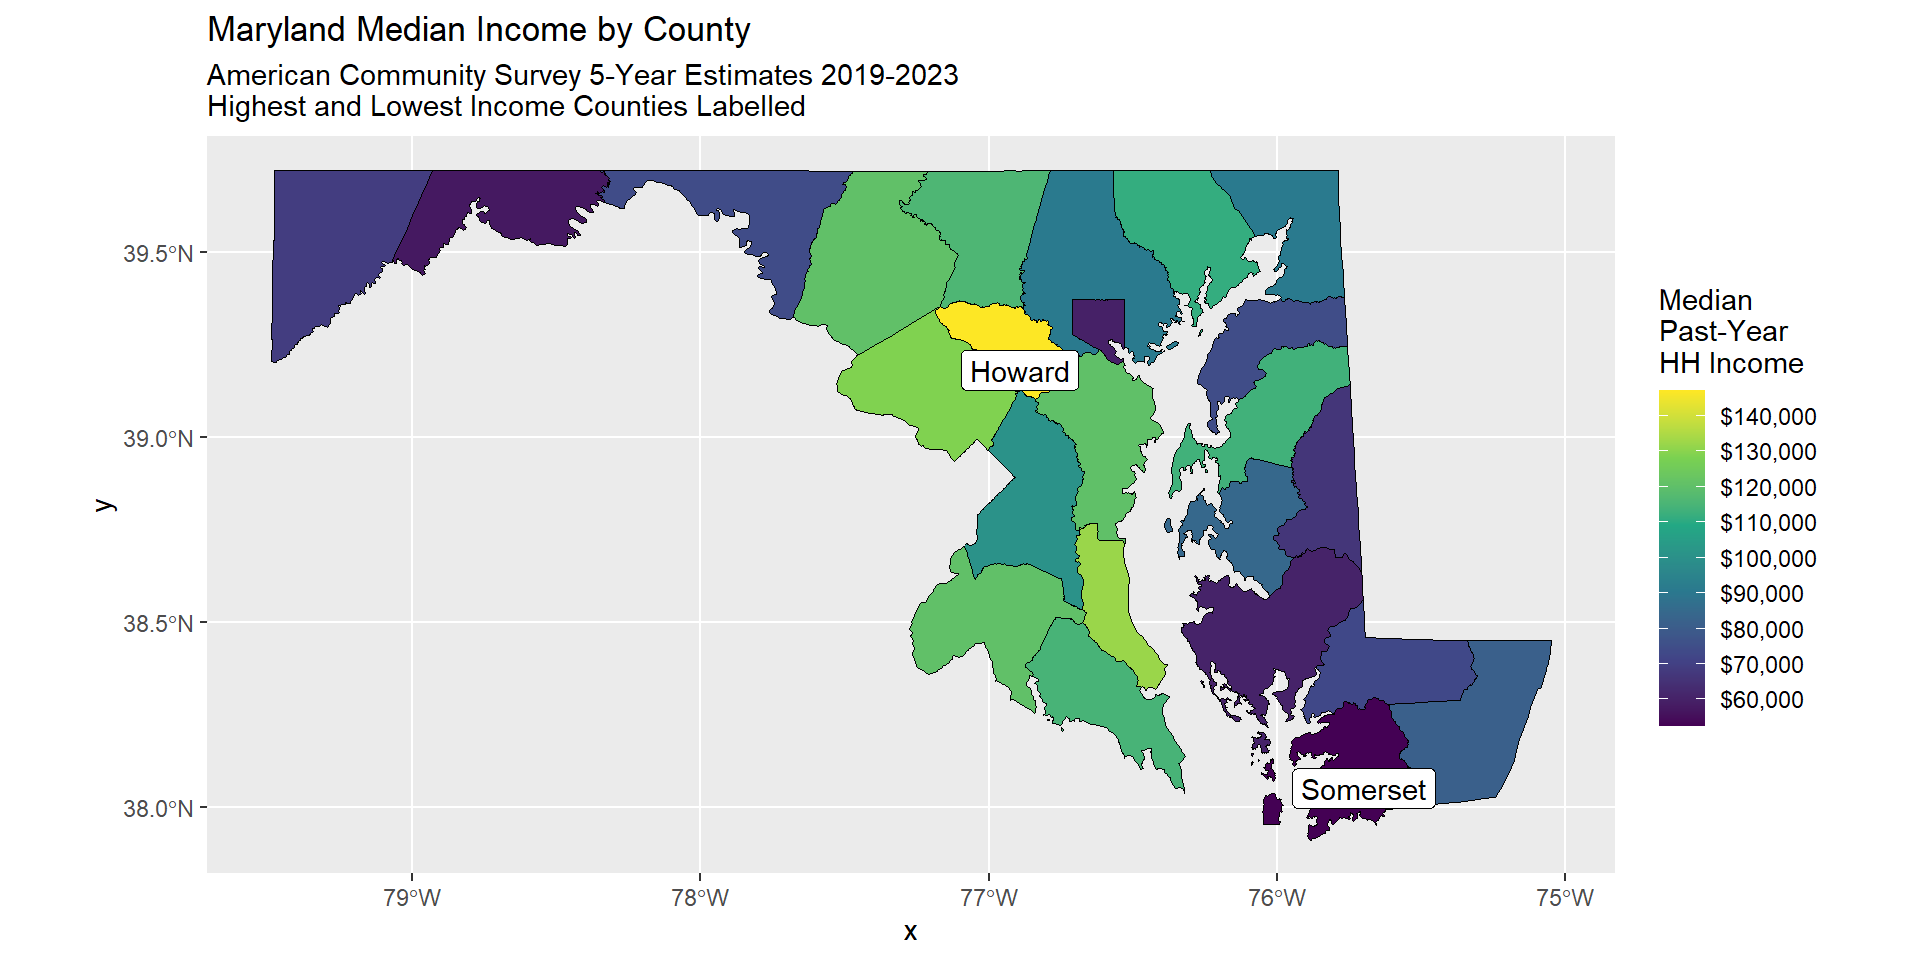 Maryland Median Income by County
American Community Survey 5-Year Estimates 2019-2023
Highest and Lowest Income Counties Labelled
39.5°N
39.0°N
38.5°N
38.0°N
y
Howard
Somerset
79°W
78°W
77°W
76°W
75°W
x
Median
Past-Year
HH Income
$140,000
$130,000
$120,000
$110,000
$100,000
$90,000
$80,000
$70,000
$60,000